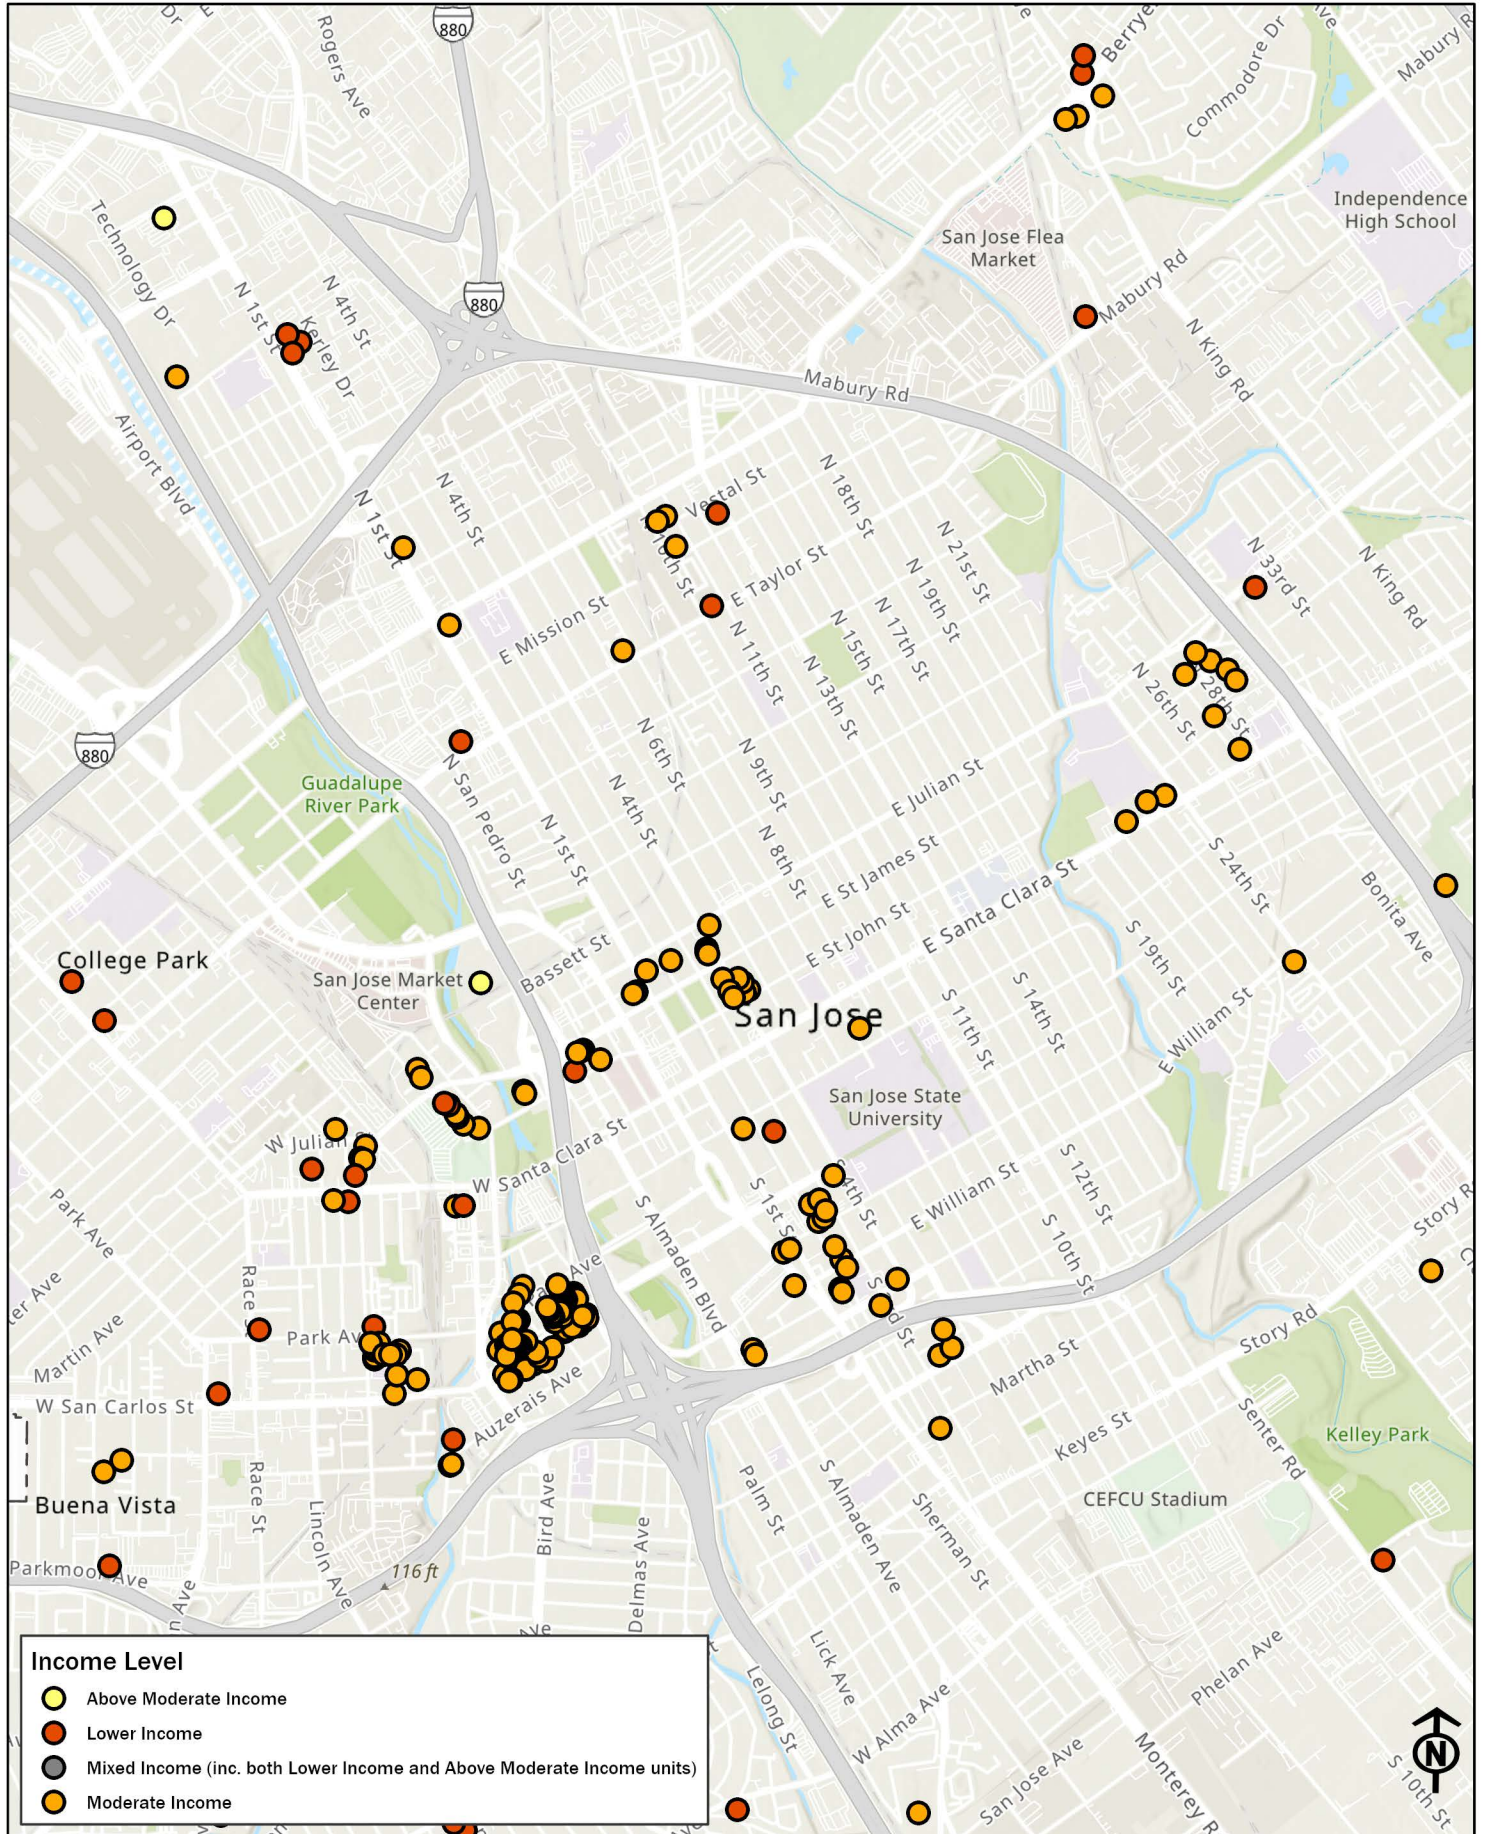 880
Dr
Rogers Ave
Berrye
Commodore Dr
Mabury R
Independence
High School
Technology Dr
San Jose Flea
Market
N 1st St
N 4th St
Kerley Dr
880
Mabury Rd
N King Rd
Mabury Rd
Airport Blvd
N 1st St
N 4th St
Vestal St
N 18th St
N 21st St
N 33rd St
N King Rd
E Taylor St
N 19th St
E Mission St
N 17th St
N 15th St
N 11th St
N 13th St
N 26th St
28th St
880
N 6th St
N 9th St
Guadalupe
River Park
N San Pedro St
N 4th St
E Julian St
N 1st St
N 8th St
E St James St
S 24th St
Bonita Ave
E Santa Clara St
E St John St
S 19th St
College Park
San Jose Market
Center
Bassett St
San Jose
S 14th St
S 11th St
E William St
San Jose State
University
W Julian St
W Santa Clara St
S 12th St
E William St
Park Ave
S Almaden Blvd
S 1st St
S 4th St
S 10th St
Story R
ter Ave
Race St
Ave
Martin Ave
Park Av
Story Rd
Martha St
W San Carlos St
Auzerais Ave
Keyes St
Senter Rd
Kelley Park
Buena Vista
Race St
Lincoln Ave
Bird Ave
Delmas Ave
Palm St
S Almaden Ave
Sherman St
CEFCU Stadium
Parkmoor Ave
116 ft
n Ave
Ave
Lick Ave
Lelong St
W Alma Ave
Phelan Ave
San Jose Ave
Monterey R
S 10th St
Income Level
Above Moderate Income
Lower Income
Mixed Income (inc. both Lower Income and Above Moderate Income units)
Moderate Income
N